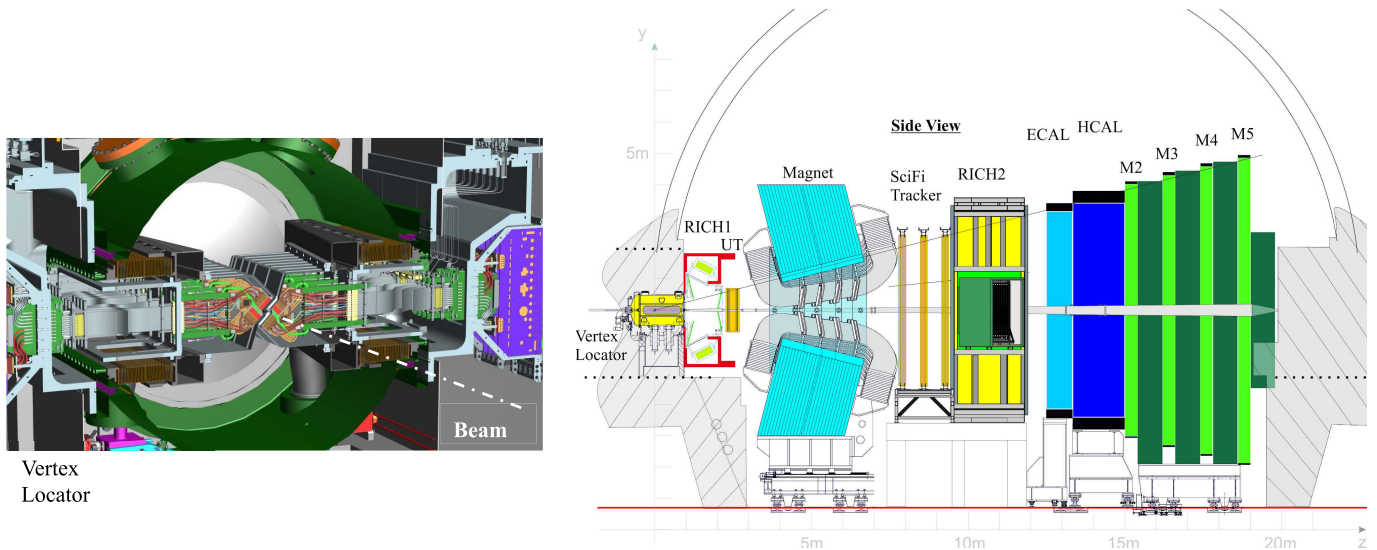 Beam
Vertex
Locator
y
5m
Side View
Magnet
SciFi
Tracker
RICH2
ECAL
HCAL
M2
M3
M4
M5
RICH1
UT
Vertex
Locator
5m
10m
15m
20m
z